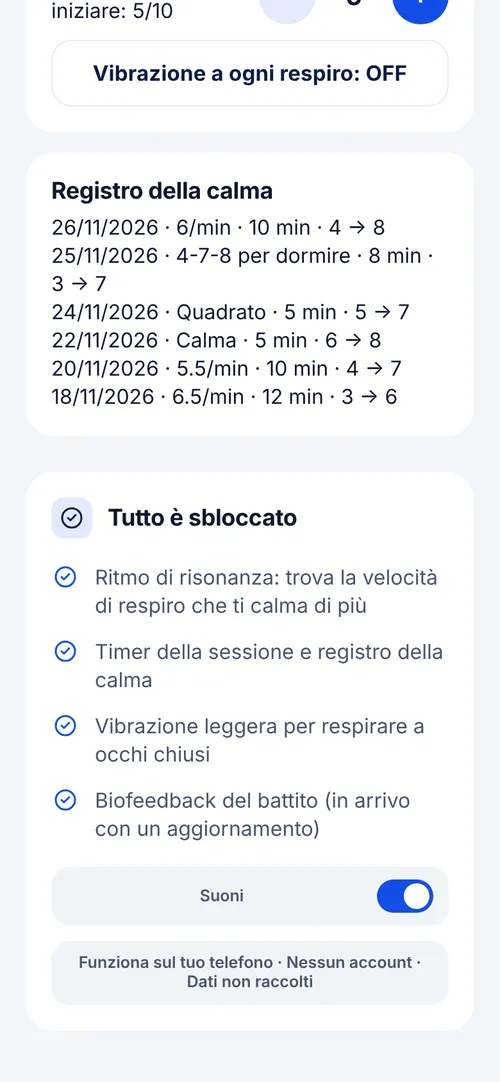 iniziare: 5/10
Vibrazione a ogni respiro: OFF
Registro della calma
26/11/2026 · 6/min · 10 min · 4 → 8
25/11/2026 · 4-7-8 per dormire · 8 min ·
3 → 7
24/11/2026 · Quadrato · 5 min · 5 → 7
22/11/2026 · Calma · 5 min · 6 → 8
20/11/2026 · 5.5/min · 10 min · 4 → 7
18/11/2026 · 6.5/min · 12 min · 3 → 6
Tutto è sbloccato
Ritmo di risonanza: trova la velocità
di respiro che ti calma di più
Timer della sessione e registro della
calma
Vibrazione leggera per respirare a
occhi chiusi
Biofeedback del battito (in arrivo
con un aggiornamento)
Suoni
Funziona sul tuo telefono · Nessun account ·
Dati non raccolti